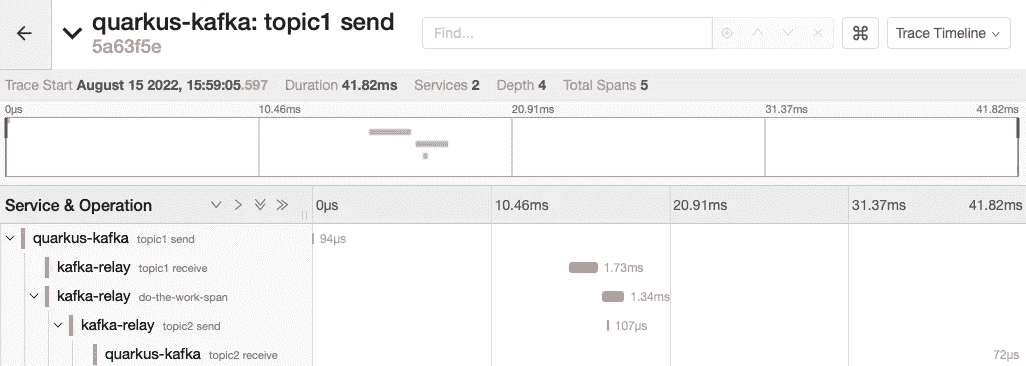 quarkus-kafka: topic1 send
5a63f5e
Find...
⌘
Trace Timeline
Trace Start August 15 2022, 15:59:05.597 Duration 41.82ms Services 2 Depth 4 Total Spans 5
0μs 10.46ms 20.91ms 31.37ms 41.82ms
Service & Operation 0μs 10.46ms 20.91ms 31.37ms 41.82ms
quarkus-kafka topic1 send 94μs
kafka-relay topic1 receive 1.73ms
kafka-relay do-the-work-span 1.34ms
kafka-relay topic2 send 107μs
quarkus-kafka topic2 receive 72μs